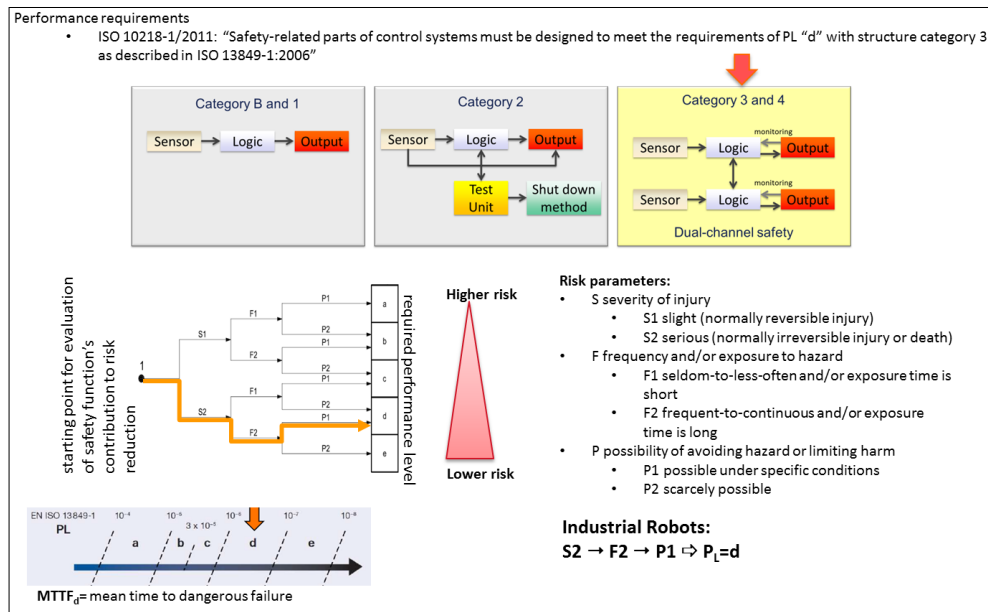 Performance requirements
• ISO 10218-1/2011: “Safety-related parts of control systems must be designed to meet the requirements of PL “d” with structure category 3
as described in ISO 13849-1:2006”
Category B and 1
Sensor Logic Output
Category 2
Sensor Logic Output
Test Unit
Shut down method
Category 3 and 4
monitoring
Sensor Logic Output
monitoring
Sensor Logic Output
Dual-channel safety
starting point for evaluation
of safety function’s
contribution to risk
reduction
1
S1
S2
F1
F2
F1
F2
P1
P2
P1
P2
P1
P2
P1
P2
a
b
c
d
e
required performance level
Higher risk
Lower risk
Risk parameters:
• S severity of injury
• S1 slight (normally reversible injury)
• S2 serious (normally irreversible injury or death)
• F frequency and/or exposure to hazard
• F1 seldom-to-less-often and/or exposure time is
short
• F2 frequent-to-continuous and/or exposure
time is long
• P possibility of avoiding hazard or limiting harm
• P1 possible under specific conditions
• P2 scarcely possible
Industrial Robots:
S2 → F2 → P1 ⇨ PL=d
EN ISO 13849-1 10⁻⁴ 10⁻⁵ 3 x 10⁻⁵ 10⁻⁶ 10⁻⁷ 10⁻⁸
PL
a b c d e
MTTFd= mean time to dangerous failure